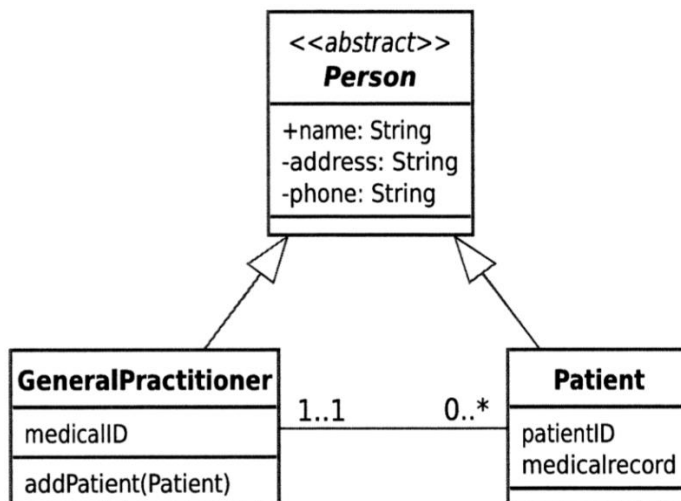 <<abstract>>
Person
+name: String
-address: String
-phone: String
GeneralPractitioner
medicalID
addPatient(Patient)
1..1
0..*
Patient
patientID
medicalrecord